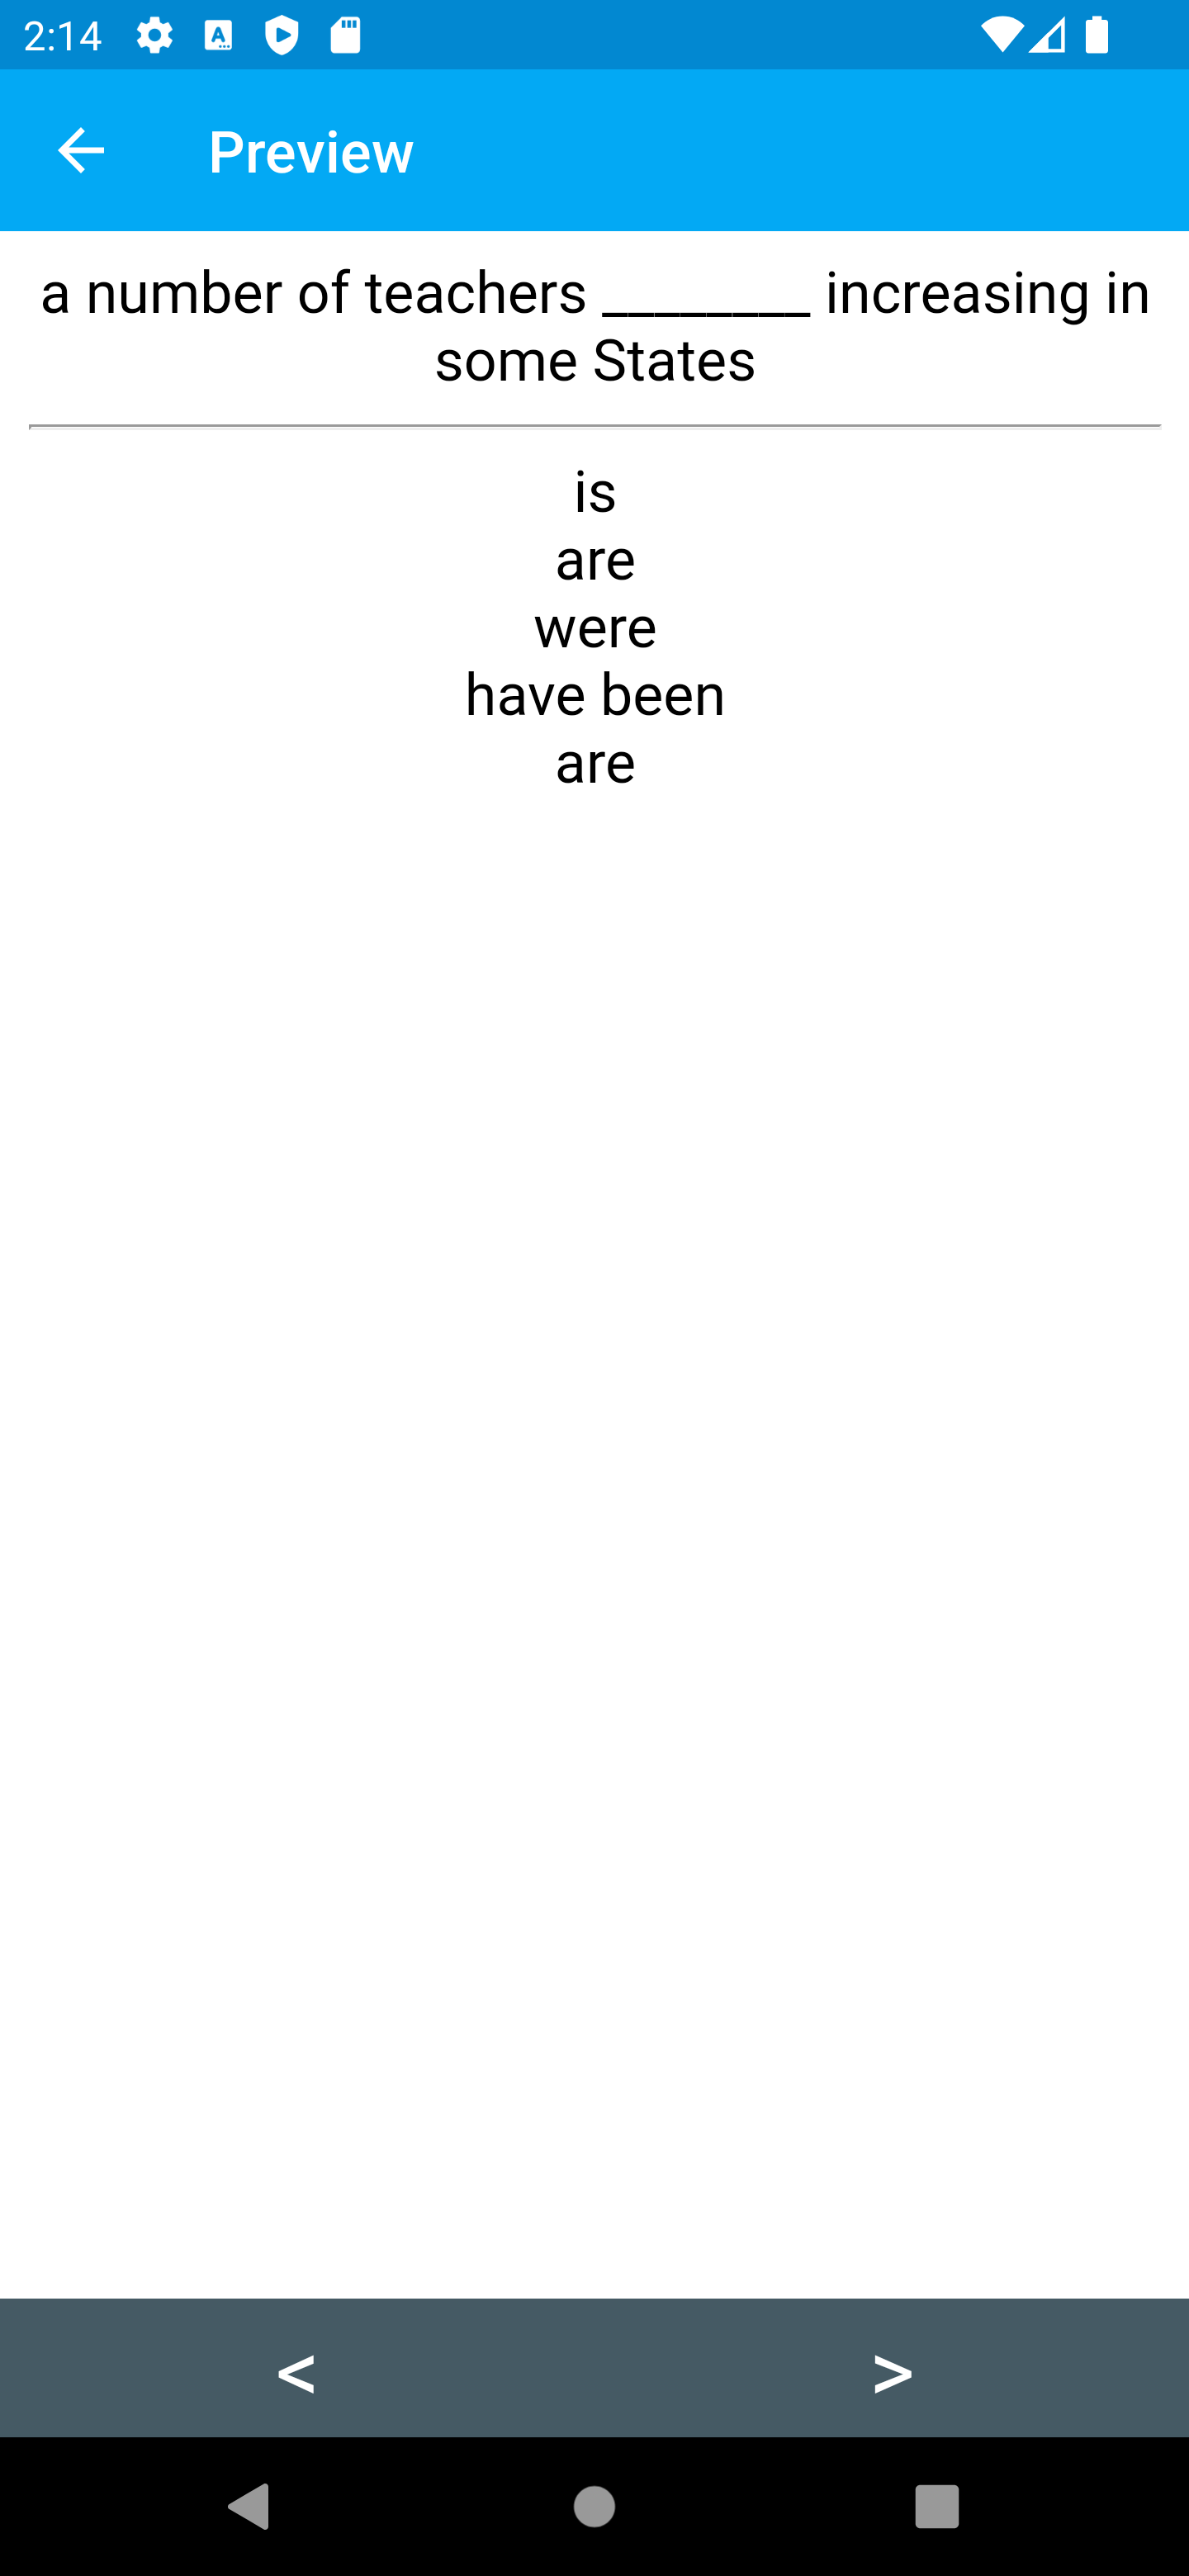 2:14
Preview
a number of teachers ________ increasing in
some States
is
are
were
have been
are
< >